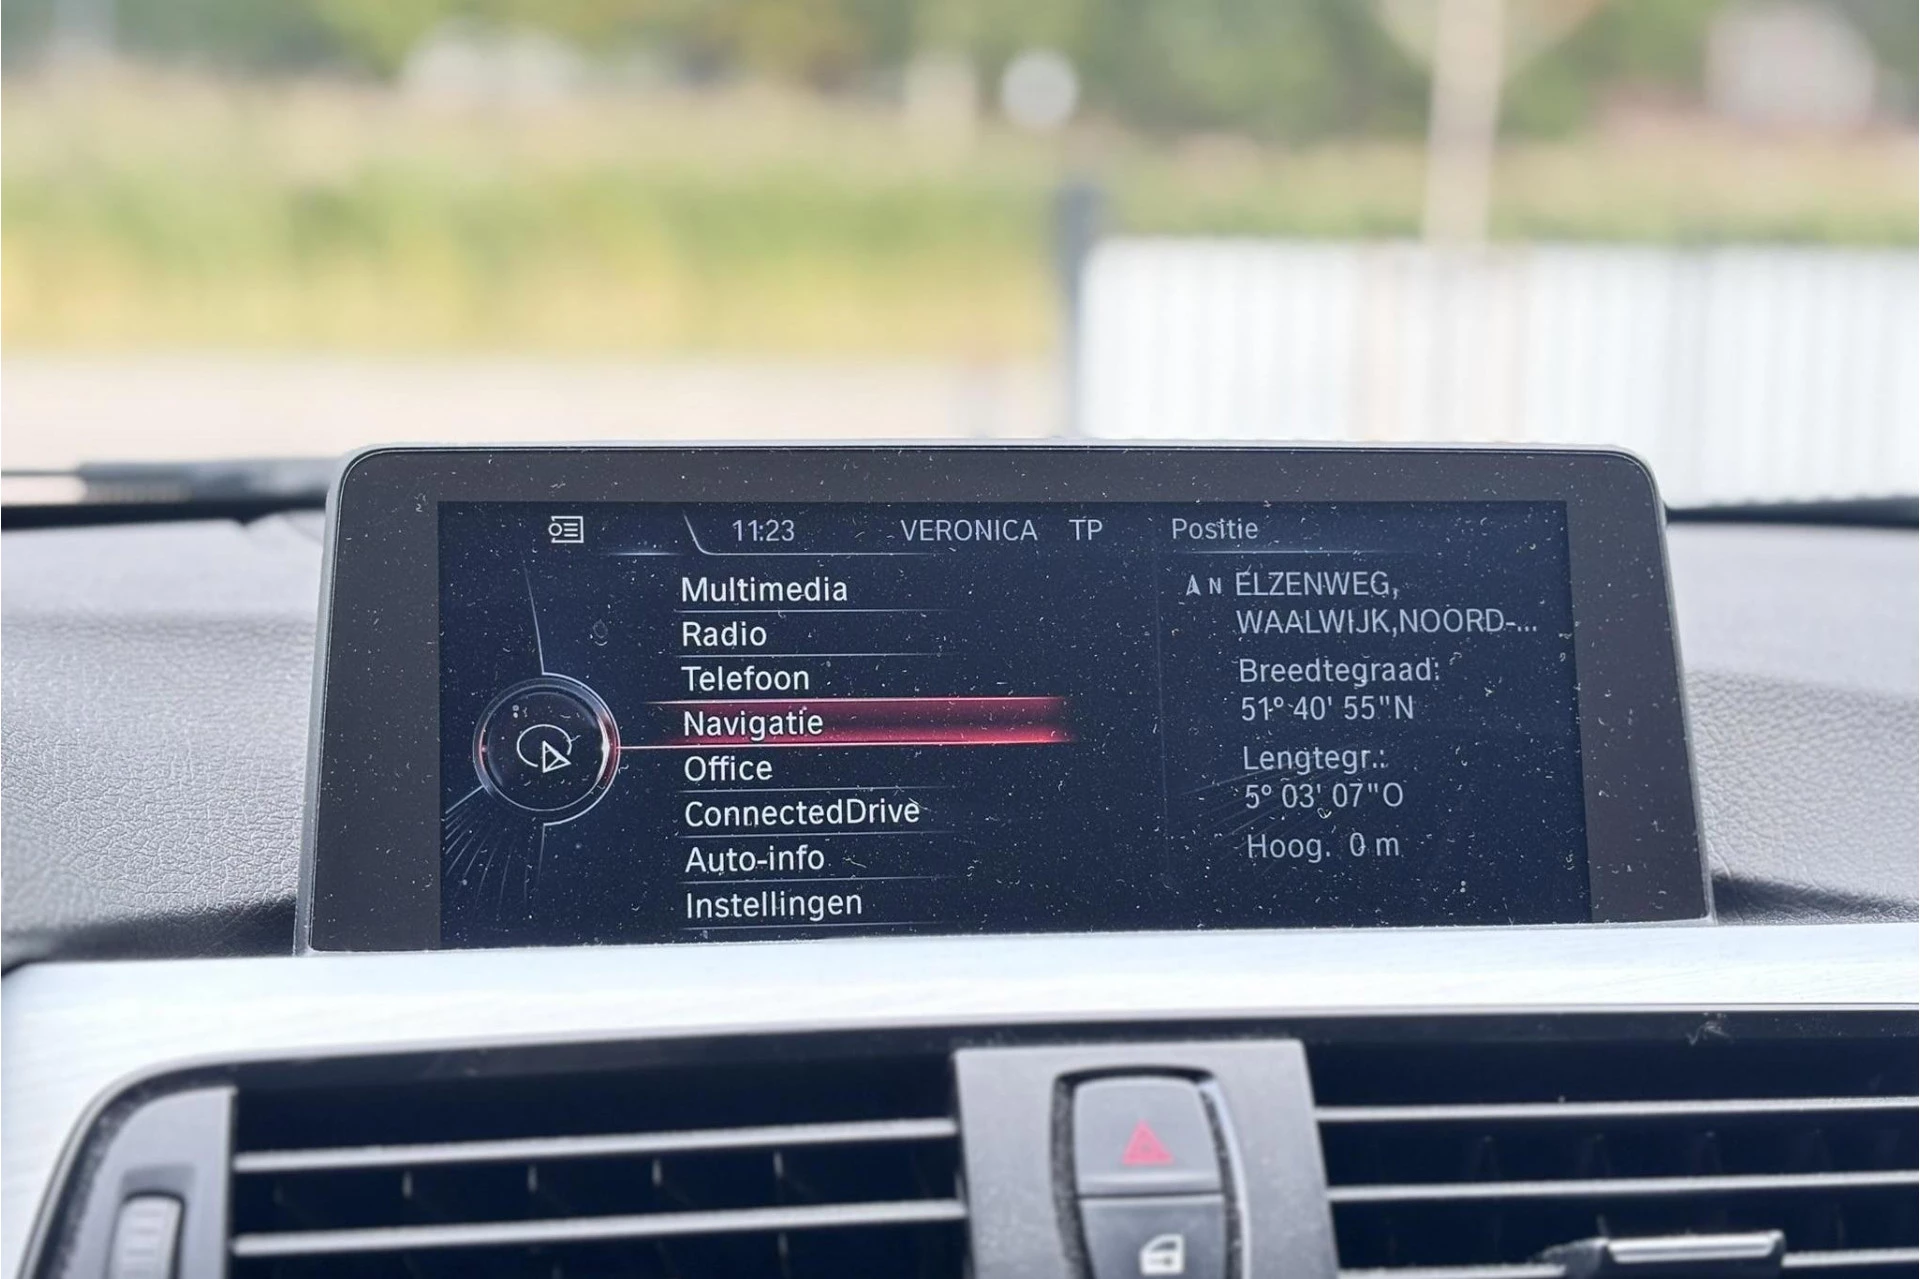 11:23 VERONICA TP Positie
Multimedia
Radio
Telefoon
Navigatie
Office
ConnectedDrive
Auto-info
Instellingen
N ELZENWEG,
WAALWIJK,NOORD-...
Breedtegraad:
51° 40' 55"N
Lengtegr.:
5° 03' 07"O
Hoog. 0 m